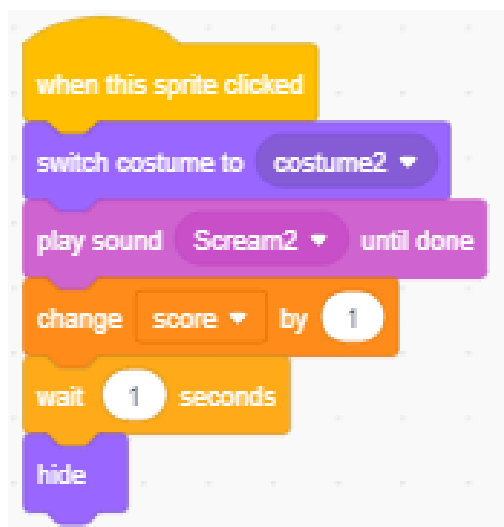 when this sprite clicked
switch costume to costume2
play sound Scream2 until done
change score by 1
wait 1 seconds
hide